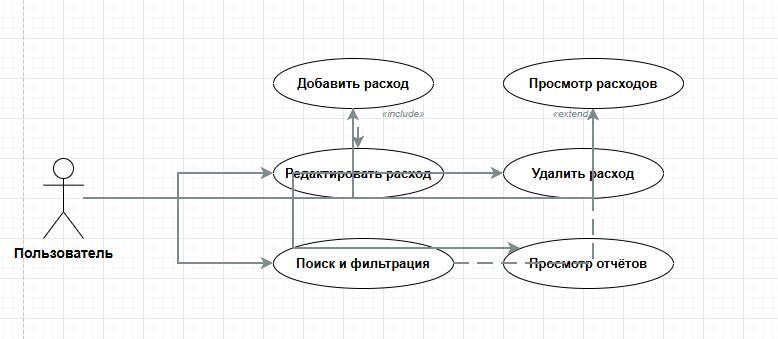 Добавить расход
Просмотр расходов
«include»
«extend»
Редактировать расход
Удалить расход
Пользователь
Поиск и фильтрация
Просмотр отчётов